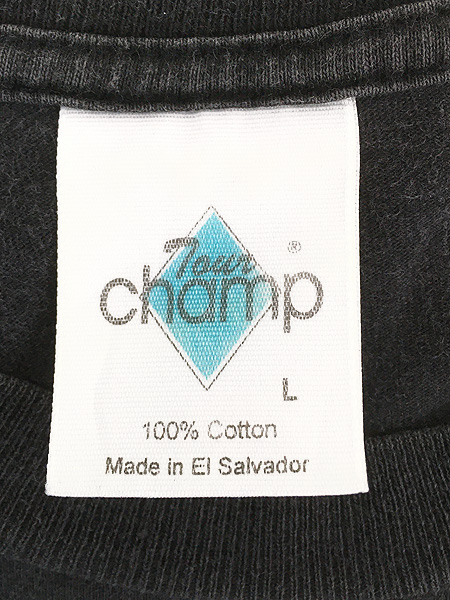 Tour
®
champ
L
100% Cotton
Made in El Salvador